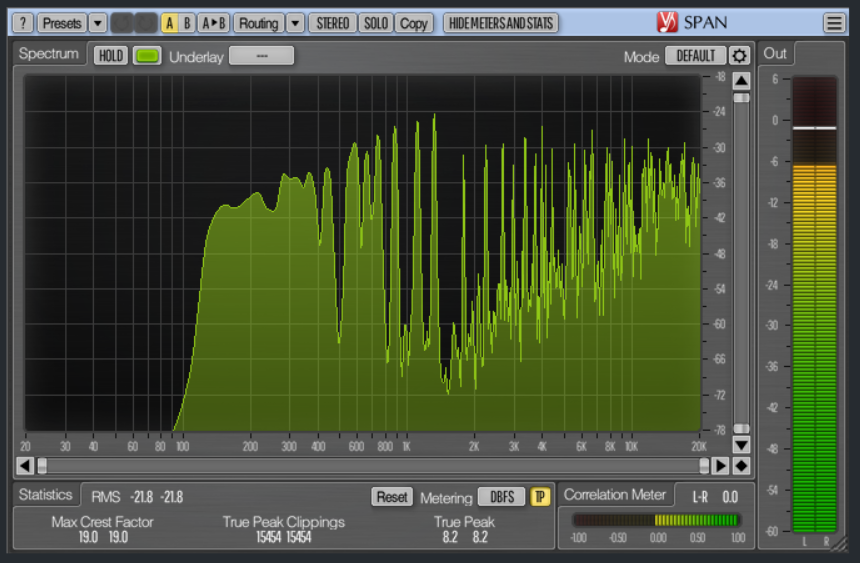 ? Presets A B A▸B Routing STEREO SOLO Copy HIDE METERS AND STATS SPAN
Spectrum HOLD Underlay --- Mode DEFAULT Out
-18
-24
-30
-36
-42
-48
-54
-60
-66
-72
-78
20 30 40 60 80 100 200 300 400 600 800 1K 2K 3K 4K 6K 8K 10K 20K
6
0
-6
-12
-18
-24
-30
-36
-42
-48
-54
-60
L R
Statistics RMS -21.8 -21.8 Reset Metering DBFS TP
Max Crest Factor True Peak Clippings True Peak
19.0 19.0 15454 15454 8.2 8.2
Correlation Meter L-R 0.0
-1.00 -0.50 0.00 0.50 1.00